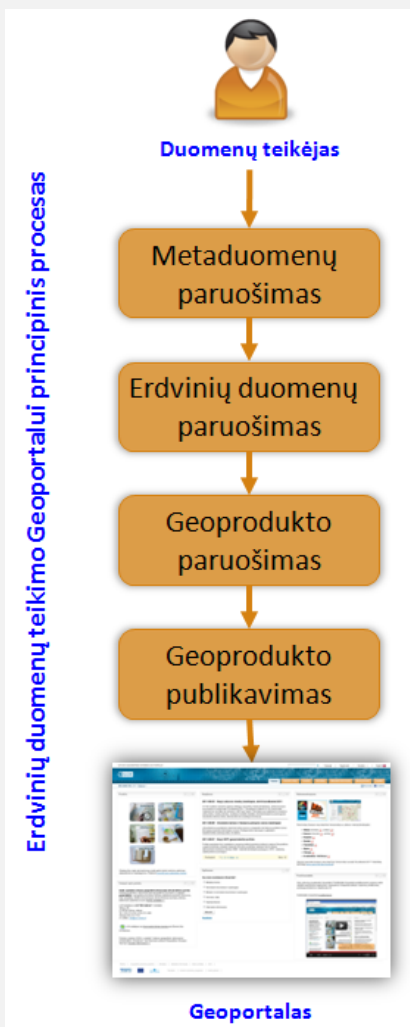 Duomenų teikėjas
Erdvinių duomenų teikimo Geoportalui principinis procesas
Metaduomenų
paruošimas
Erdvinių duomenų
paruošimas
Geoprodukto
paruošimas
Geoprodukto
publikavimas
Geoportalas